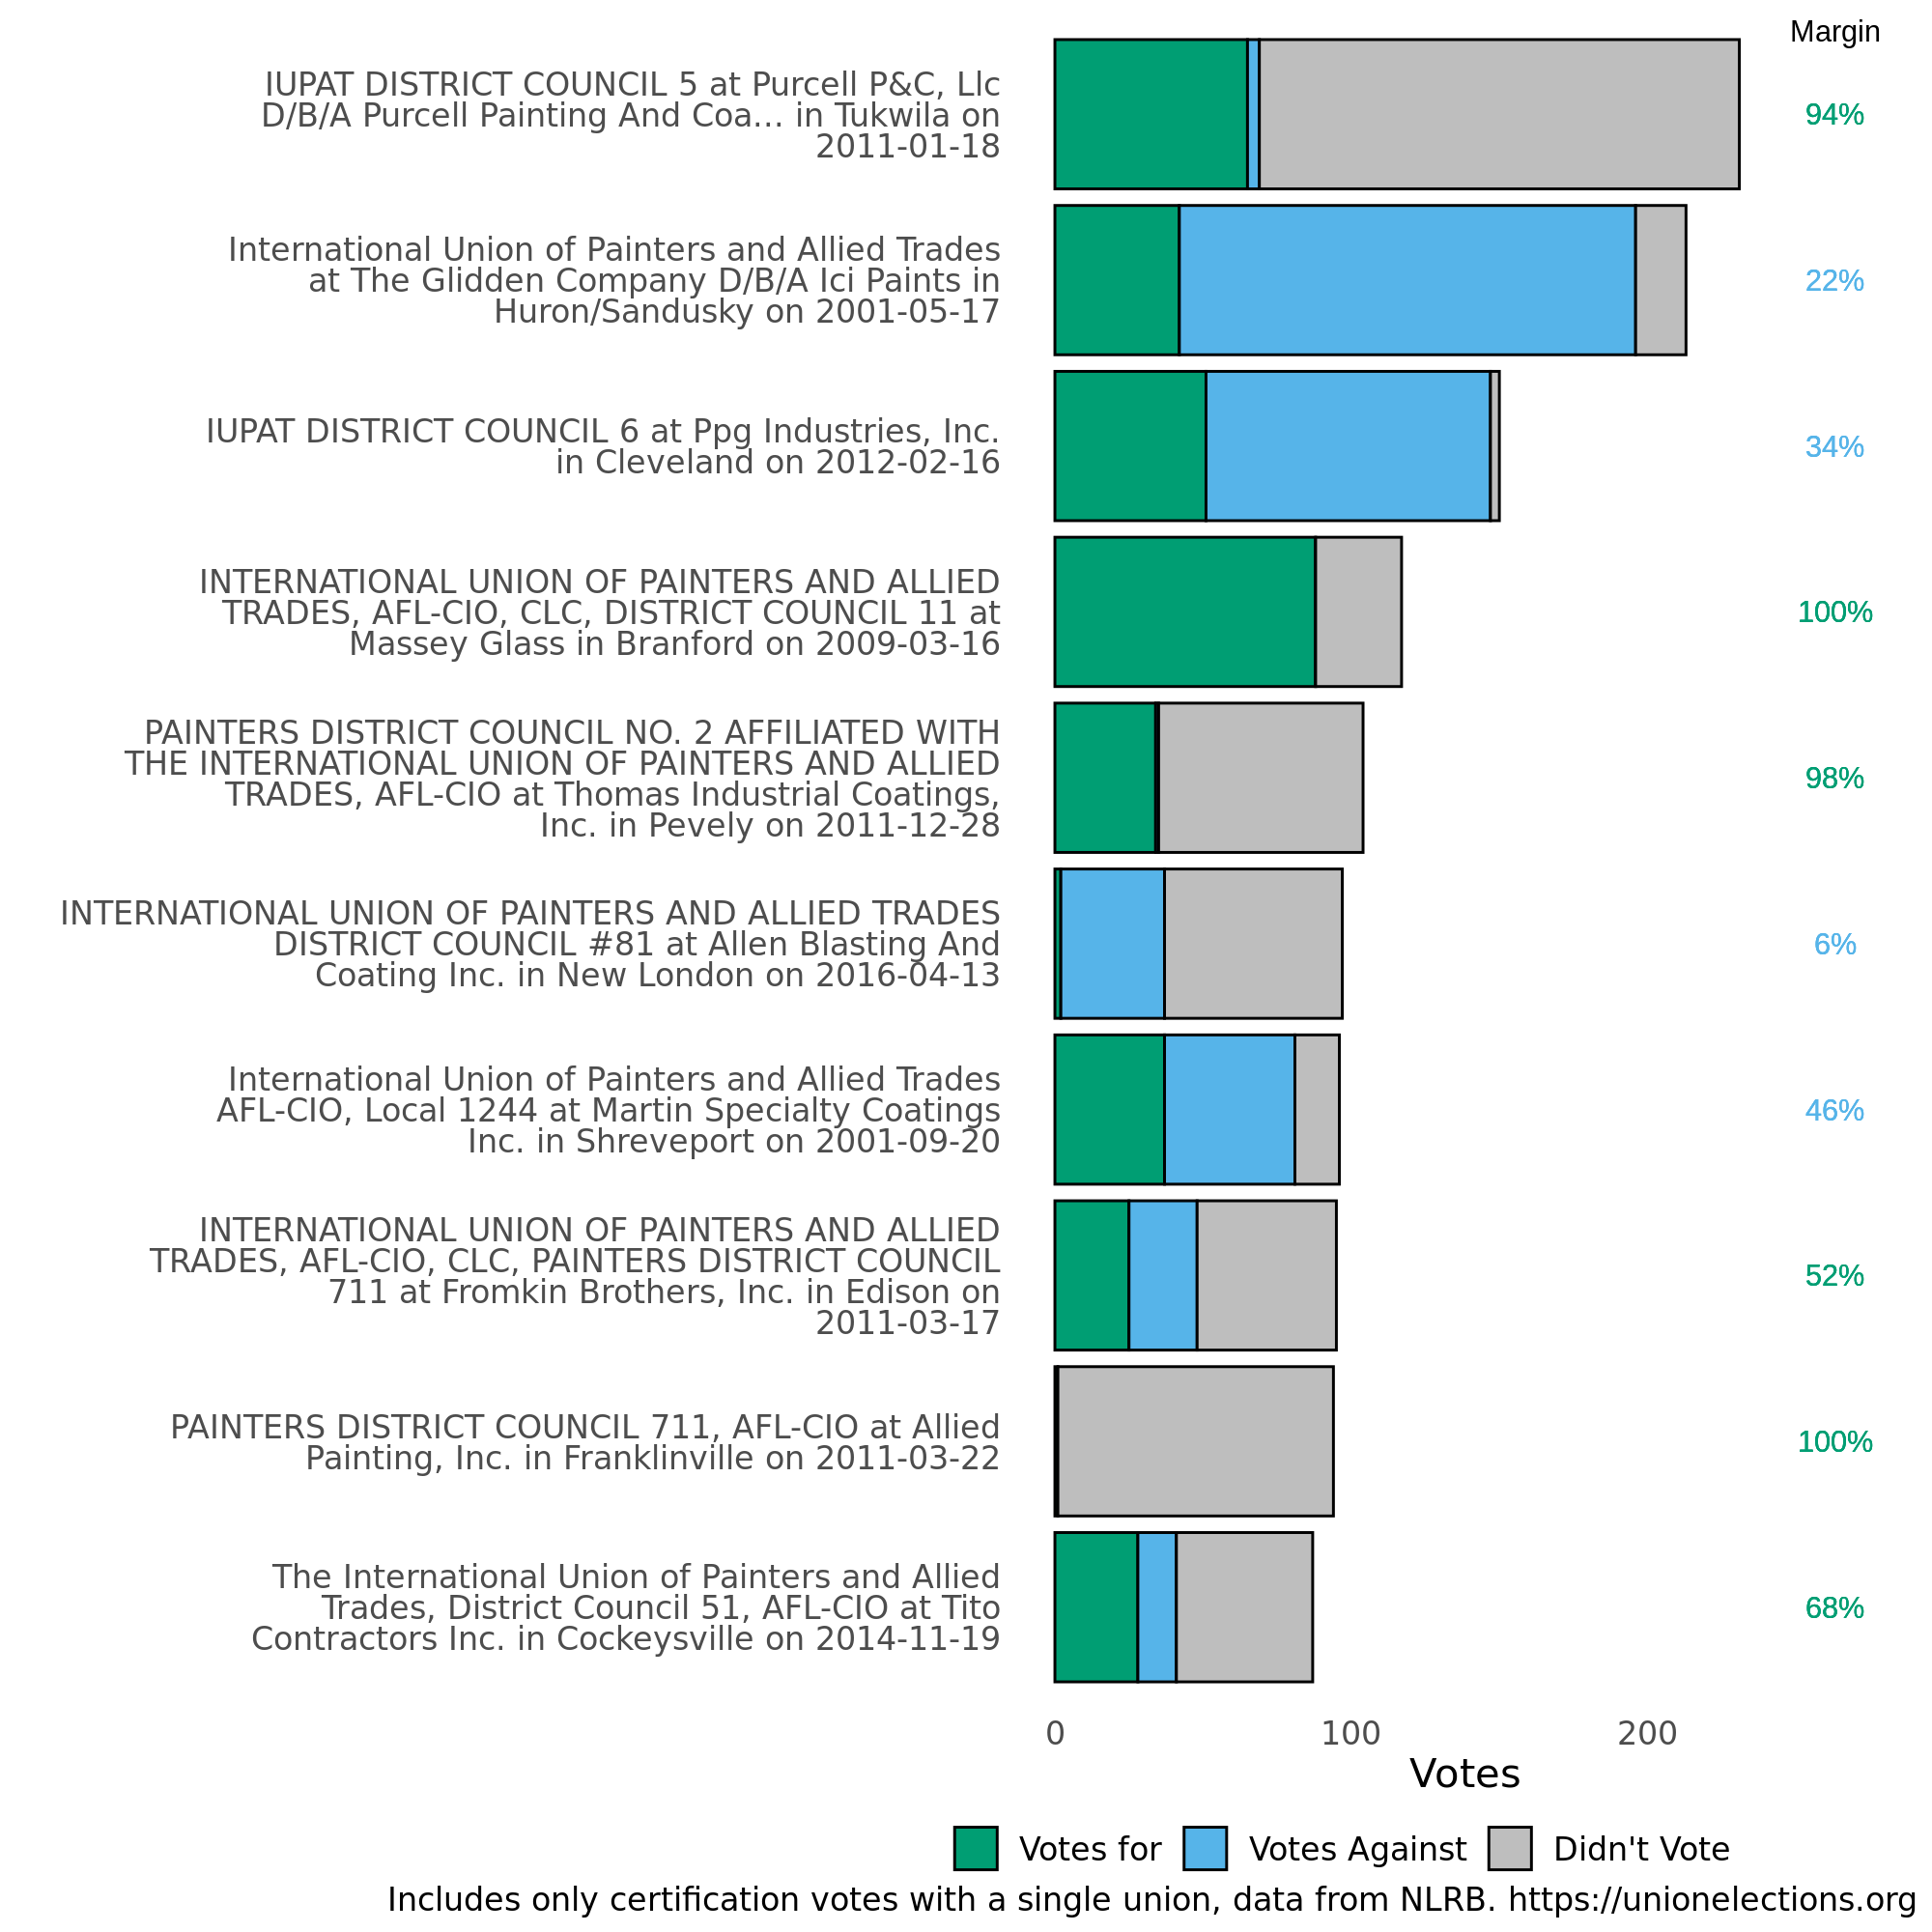 Margin
IUPAT DISTRICT COUNCIL 5 at Purcell P&C, Llc
D/B/A Purcell Painting And Coa... in Tukwila on
2011-01-18
94%
International Union of Painters and Allied Trades
at The Glidden Company D/B/A Ici Paints in
Huron/Sandusky on 2001-05-17
22%
IUPAT DISTRICT COUNCIL 6 at Ppg Industries, Inc.
in Cleveland on 2012-02-16
34%
INTERNATIONAL UNION OF PAINTERS AND ALLIED
TRADES, AFL-CIO, CLC, DISTRICT COUNCIL 11 at
Massey Glass in Branford on 2009-03-16
100%
PAINTERS DISTRICT COUNCIL NO. 2 AFFILIATED WITH
THE INTERNATIONAL UNION OF PAINTERS AND ALLIED
TRADES, AFL-CIO at Thomas Industrial Coatings,
Inc. in Pevely on 2011-12-28
98%
INTERNATIONAL UNION OF PAINTERS AND ALLIED TRADES
DISTRICT COUNCIL #81 at Allen Blasting And
Coating Inc. in New London on 2016-04-13
6%
International Union of Painters and Allied Trades
AFL-CIO, Local 1244 at Martin Specialty Coatings
Inc. in Shreveport on 2001-09-20
46%
INTERNATIONAL UNION OF PAINTERS AND ALLIED
TRADES, AFL-CIO, CLC, PAINTERS DISTRICT COUNCIL
711 at Fromkin Brothers, Inc. in Edison on
2011-03-17
52%
PAINTERS DISTRICT COUNCIL 711, AFL-CIO at Allied
Painting, Inc. in Franklinville on 2011-03-22
100%
The International Union of Painters and Allied
Trades, District Council 51, AFL-CIO at Tito
Contractors Inc. in Cockeysville on 2014-11-19
68%
0 100 200
Votes
Votes for Votes Against Didn't Vote
Includes only certification votes with a single union, data from NLRB. https://unionelections.org